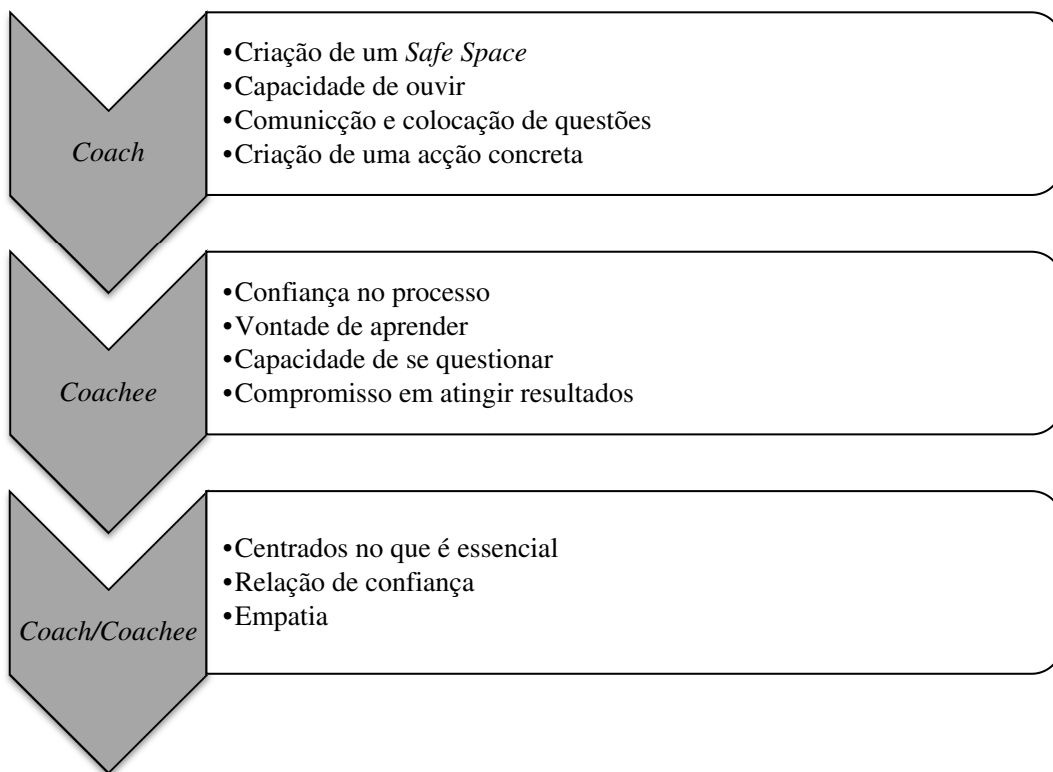 Coach
•Criação de um Safe Space
•Capacidade de ouvir
•Comunicção e colocação de questões
•Criação de uma acção concreta
Coachee
•Confiança no processo
•Vontade de aprender
•Capacidade de se questionar
•Compromisso em atingir resultados
Coach/Coachee
•Centrados no que é essencial
•Relação de confiança
•Empatia